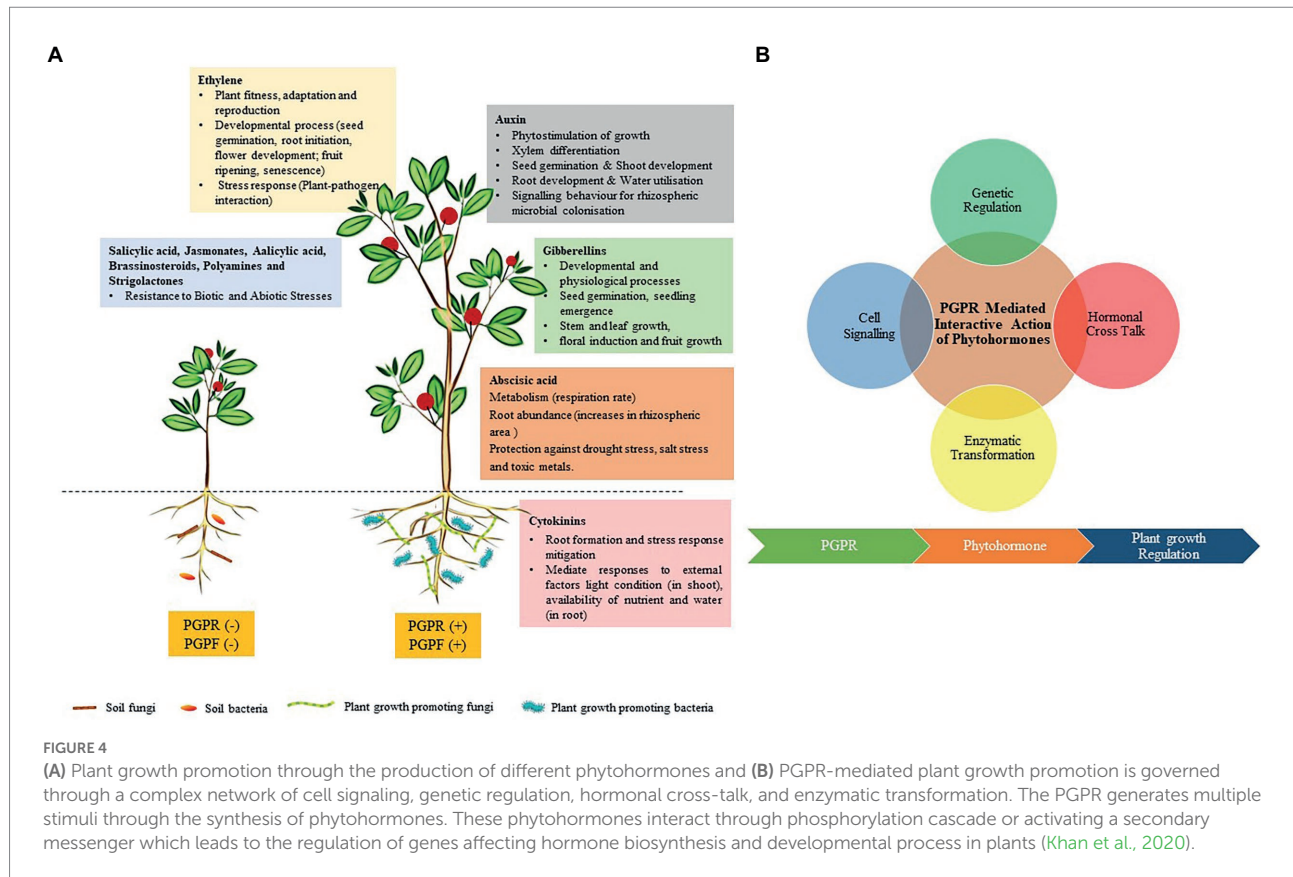 A
Ethylene
• Plant fitness, adaptation and
reproduction
• Developmental process (seed
germination, root initiation,
flower development; fruit
ripening, senescence)
• Stress response (Plant-pathogen
interaction)
Auxin
• Phytostimulation of growth
• Xylem differentiation
• Seed germination & Shoot development
• Root development & Water utilisation
• Signalling behaviour for rhizospheric
microbial colonisation
Salicylic acid, Jasmonates, Aalicylic acid,
Brassinosteroids, Polyamines and
Strigolactones
• Resistance to Biotic and Abiotic Stresses
Gibberellins
• Developmental and
physiological processes
• Seed germination, seedling
emergence
• Stem and leaf growth,
• floral induction and fruit growth
Abscisic acid
Metabolism (respiration rate)
Root abundance (increases in rhizospheric
area )
Protection against drought stress, salt stress
and toxic metals.
Cytokinins
• Root formation and stress response
mitigation
• Mediate responses to external
factors light condition (in shoot),
availability of nutrient and water
(in root)
PGPR (-)
PGPF (-)
PGPR (+)
PGPF (+)
Soil fungi
Soil bacteria
Plant growth promoting fungi
Plant growth promoting bacteria
B
Genetic
Regulation
Cell
Signalling
PGPR Mediated
Interactive Action
of Phytohormones
Hormonal
Cross Talk
Enzymatic
Transformation
PGPR
Phytohormone
Plant growth
Regulation
FIGURE 4
(A) Plant growth promotion through the production of different phytohormones and (B) PGPR-mediated plant growth promotion is governed
through a complex network of cell signaling, genetic regulation, hormonal cross-talk, and enzymatic transformation. The PGPR generates multiple
stimuli through the synthesis of phytohormones. These phytohormones interact through phosphorylation cascade or activating a secondary
messenger which leads to the regulation of genes affecting hormone biosynthesis and developmental process in plants (Khan et al., 2020).